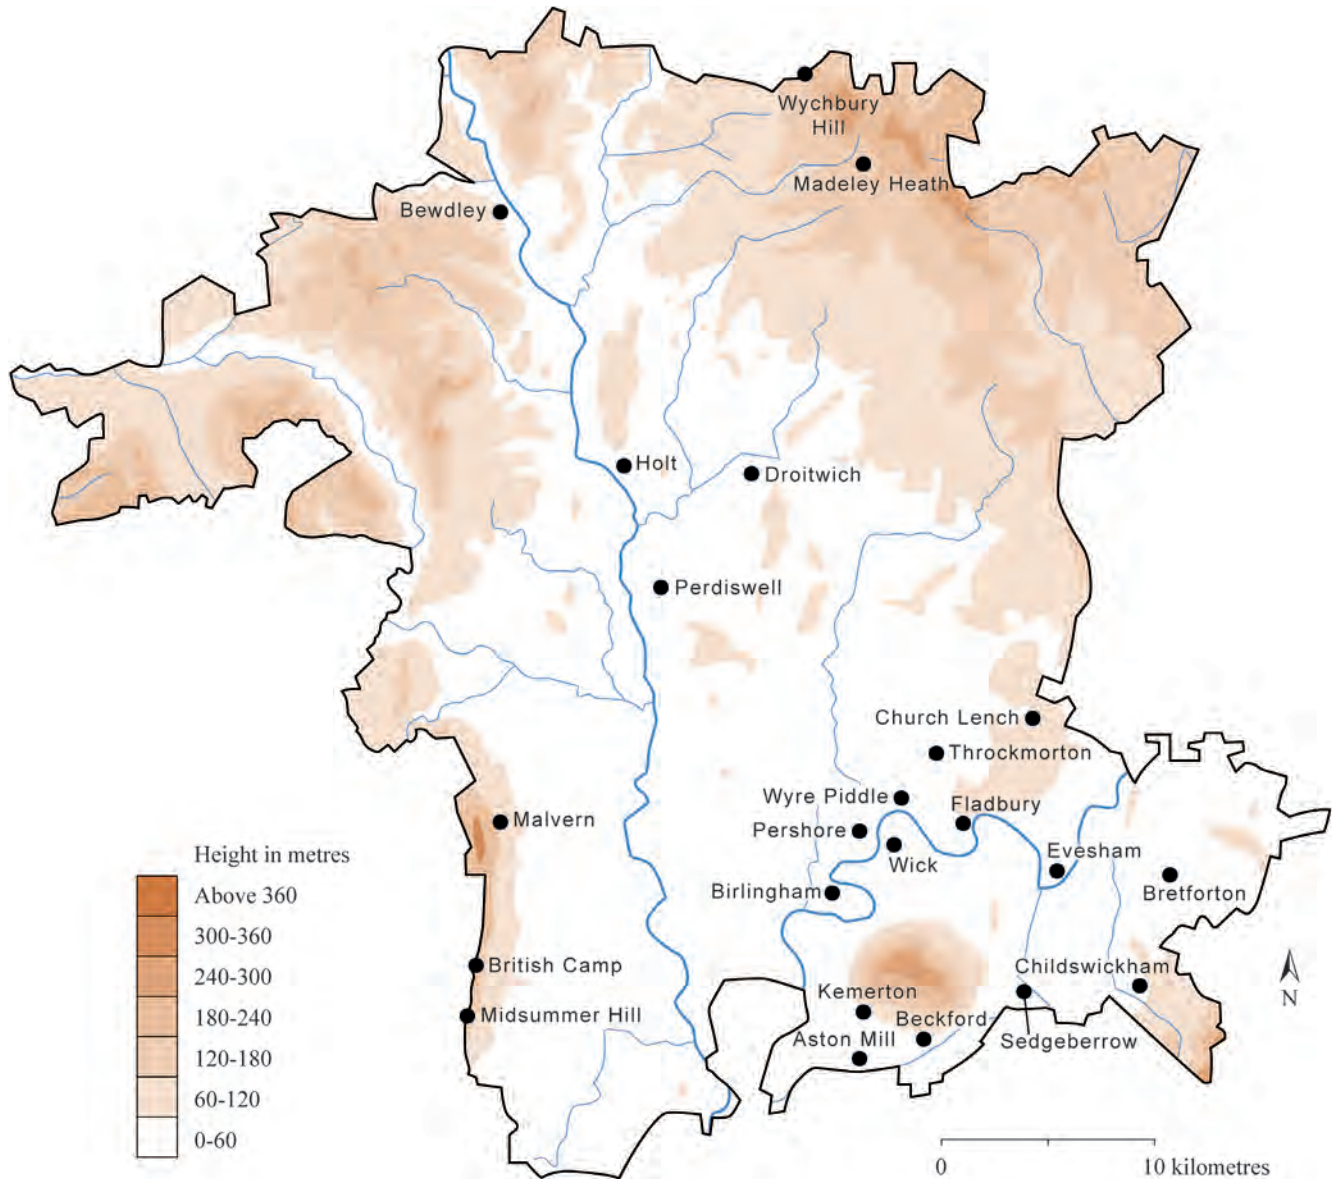 Wychbury
Hill
Madeley Heath
Bewdley
Holt
Droitwich
Perdiswell
Church Lench
Throckmorton
Wyre Piddle
Fladbury
Pershore
Malvern
Wick
Evesham
Birlingham
Bretforton
British Camp
Childswickham
Kemerton
Midsummer Hill
Beckford
Aston Mill
Sedgeberrow
Height in metres
Above 360
300-360
240-300
180-240
120-180
60-120
0-60
N
0
10 kilometres